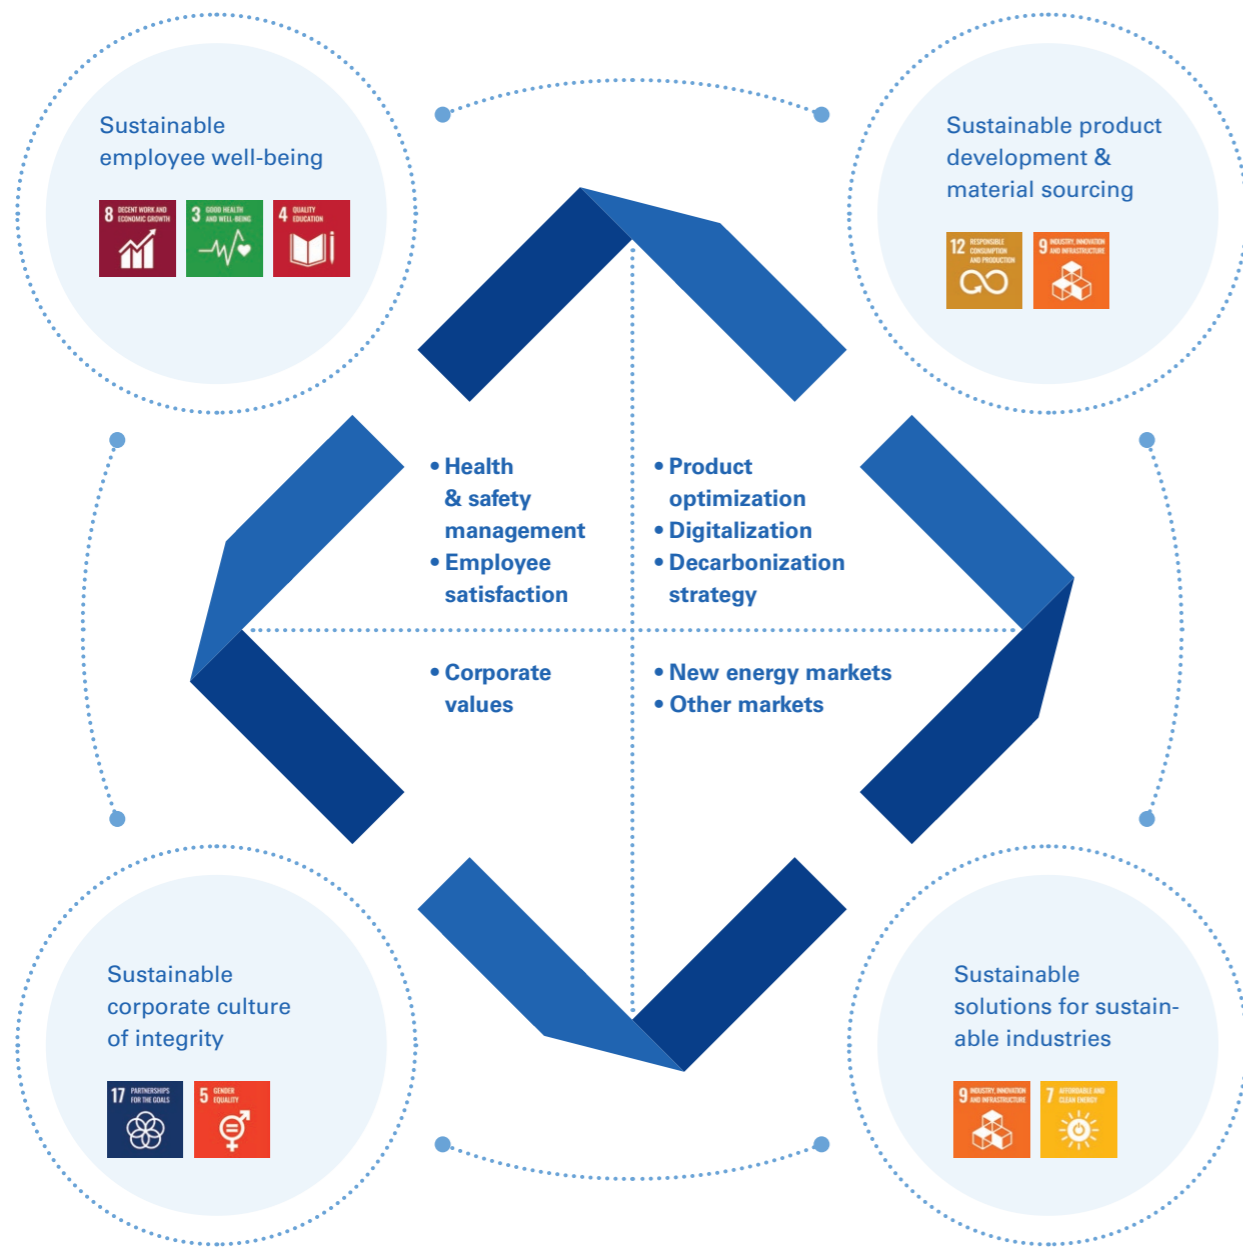 Sustainable
employee well-being
8 DECENT WORK AND
ECONOMIC GROWTH
3 GOOD HEALTH
AND WELL-BEING
4 QUALITY
EDUCATION
Sustainable product
development &
material sourcing
12 RESPONSIBLE
CONSUMPTION
AND PRODUCTION
9 INDUSTRY, INNOVATION
AND INFRASTRUCTURE
• Health
& safety
management
• Employee
satisfaction
• Product
optimization
• Digitalization
• Decarbonization
strategy
• Corporate
values
• New energy markets
• Other markets
Sustainable
corporate culture
of integrity
17 PARTNERSHIPS
FOR THE GOALS
5 GENDER
EQUALITY
Sustainable
solutions for sustain-
able industries
9 INDUSTRY, INNOVATION
AND INFRASTRUCTURE
7 AFFORDABLE AND
CLEAN ENERGY